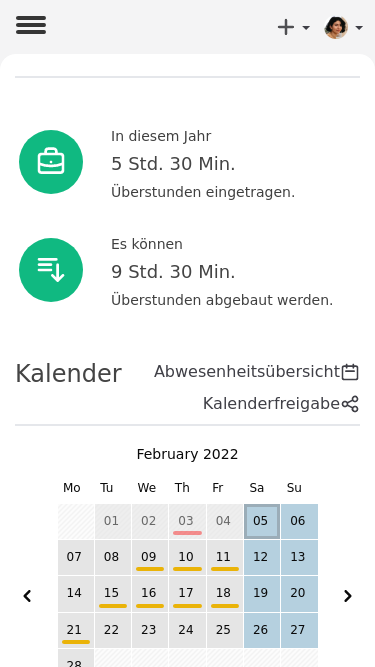 In diesem Jahr
5 Std. 30 Min.
Überstunden eingetragen.
Es können
9 Std. 30 Min.
Überstunden abgebaut werden.
Kalender
Abwesenheitsübersicht
Kalenderfreigabe
February 2022
Mo Tu We Th Fr Sa Su
01 02 03 04 05 06
07 08 09 10 11 12 13
14 15 16 17 18 19 20
21 22 23 24 25 26 27
28